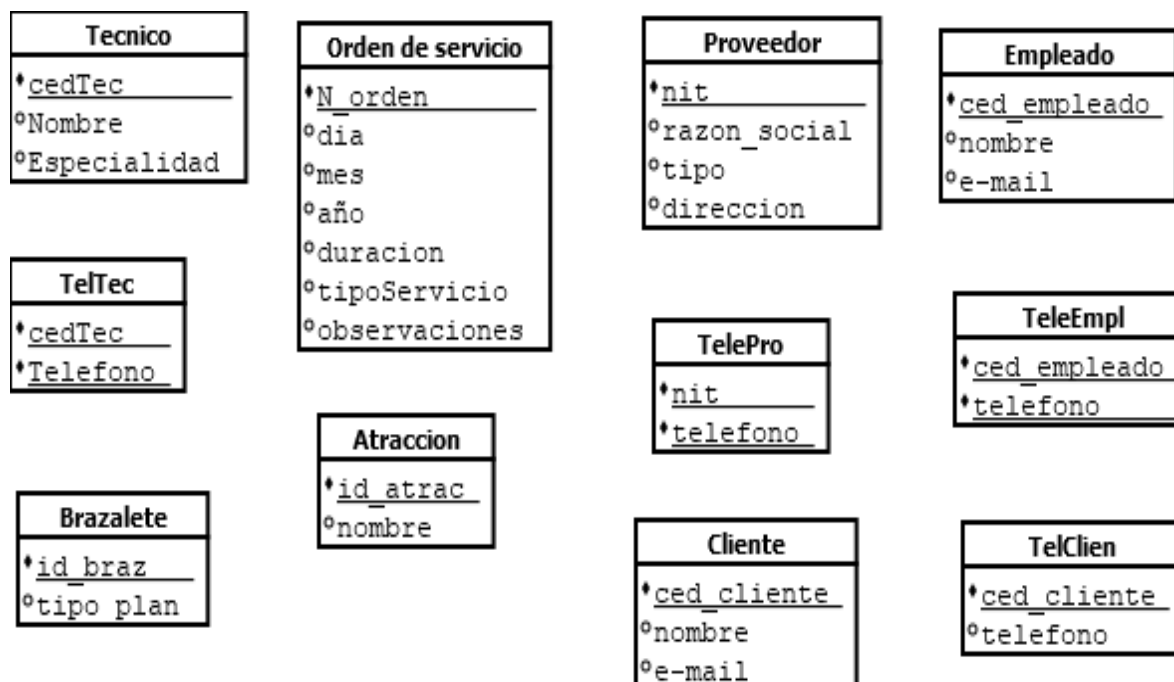 Tecnico
cedTec
Nombre
Especialidad
Orden de servicio
N_orden
dia
mes
año
duracion
tipoServicio
observaciones
Proveedor
nit
razon_social
tipo
direccion
Empleado
ced_empleado
nombre
e-mail
TelTec
cedTec
Telefono
TelePro
nit
telefono
TeleEmpl
ced_empleado
telefono
Brazalete
id_braz
tipo plan
Atraccion
id_atrac
nombre
Cliente
ced_cliente
nombre
e-mail
TelClien
ced_cliente
telefono